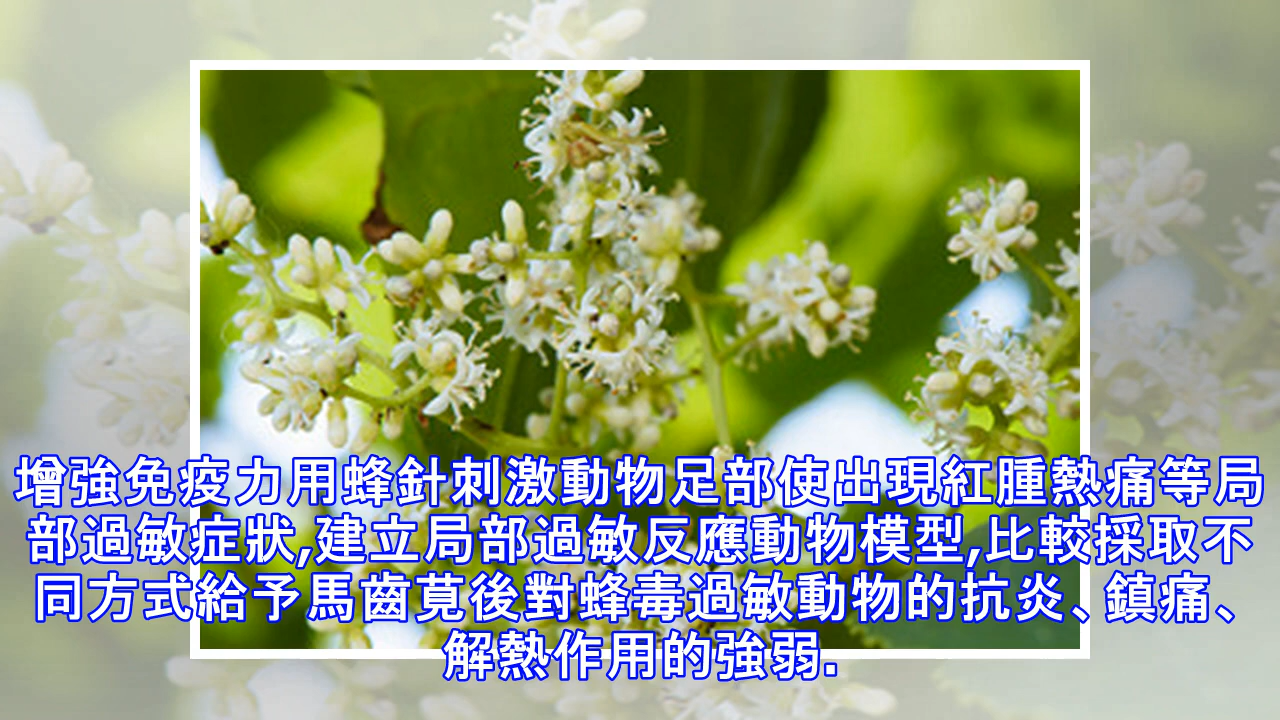 增強免疫力用蜂針刺激動物足部使出現紅腫熱痛等局
部過敏症狀,建立局部過敏反應動物模型,比較採取不
同方式給予馬齒莧後對蜂毒過敏動物的抗炎、鎮痛、
解熱作用的強弱.